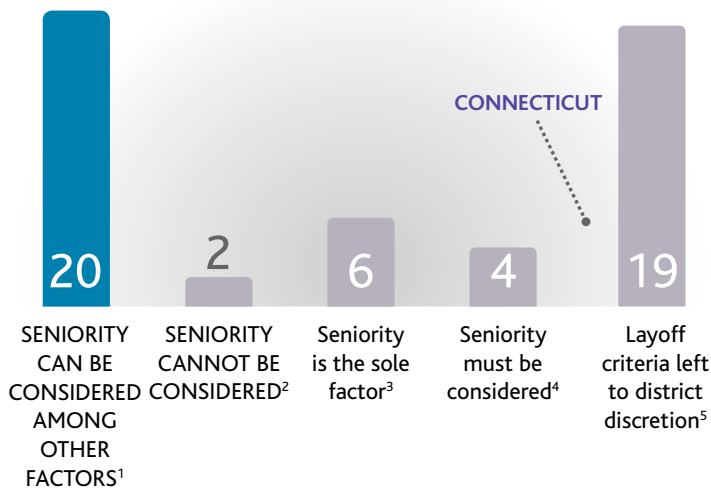 CONNECTICUT
20
2
6
4
19
SENIORITY
CAN BE
CONSIDERED
AMONG
OTHER
FACTORS¹
SENIORITY
CANNOT BE
CONSIDERED²
Seniority
is the sole
factor³
Seniority
must be
considered⁴
Layoff
criteria left
to district
discretion⁵